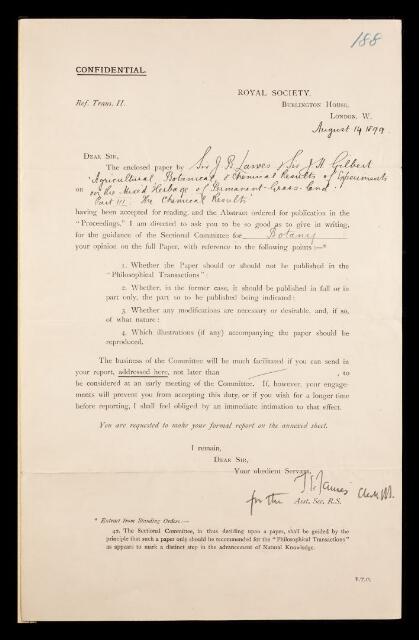 188
CONFIDENTIAL.
Ref. Trans. II.
ROYAL SOCIETY,
BURLINGTON HOUSE,
LONDON, W.
August 14 1899
DEAR SIR,
The enclosed paper by Sir J B Lawes & Sir J H Gilbert
"Agricultural Botanical & Chemical Results of Experiments
on on the Mixed Herbage of Permanent-Grass-land.
Part III The Chemical Results"
having been accepted for reading, and the Abstract ordered for publication in the
"Proceedings," I am directed to ask you to be so good as to give in writing,
for the guidance of the Sectional Committee for Botany
your opinion on the full Paper, with reference to the following points:—*
1. Whether the Paper should or should not be published in the
"Philosophical Transactions":
2. Whether, in the former case, it should be published in full or in
part only, the part so to be published being indicated:
3. Whether any modifications are necessary or desirable, and, if so,
of what nature:
4. Which illustrations (if any) accompanying the paper should be
reproduced.
The business of the Committee will be much facilitated if you can send in
your report, addressed here, not later than , to
be considered at an early meeting of the Committee. If, however, your engage-
ments will prevent you from accepting this duty, or if you wish for a longer time
before reporting, I shall feel obliged by an immediate intimation to that effect.
You are requested to make your formal report on the annexed sheet.
I remain,
DEAR SIR,
Your obedient Servant,
for the Asst. Sec. R.S.
* Extract from Standing Orders:—
42. The Sectional Committee, in thus deciding upon a paper, shall be guided by the
principle that such a paper only should be recommended for the "Philosophical Transactions"
as appears to mark a distinct step in the advancement of Natural Knowledge.
P.T.O.